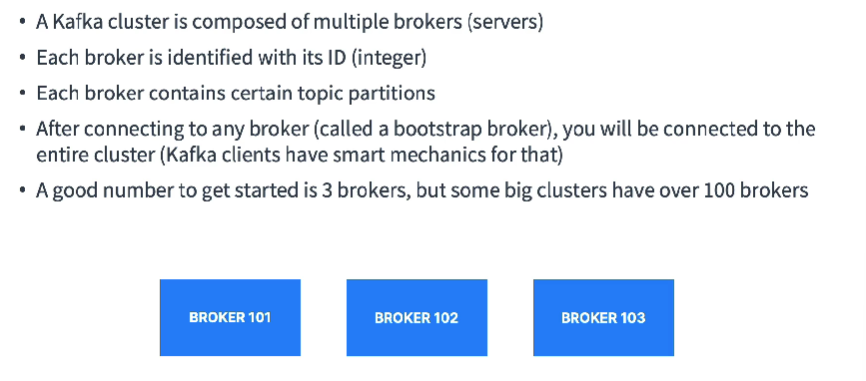 • A Kafka cluster is composed of multiple brokers (servers)
• Each broker is identified with its ID (integer)
• Each broker contains certain topic partitions
• After connecting to any broker (called a bootstrap broker), you will be connected to the
entire cluster (Kafka clients have smart mechanics for that)
• A good number to get started is 3 brokers, but some big clusters have over 100 brokers
BROKER 101
BROKER 102
BROKER 103